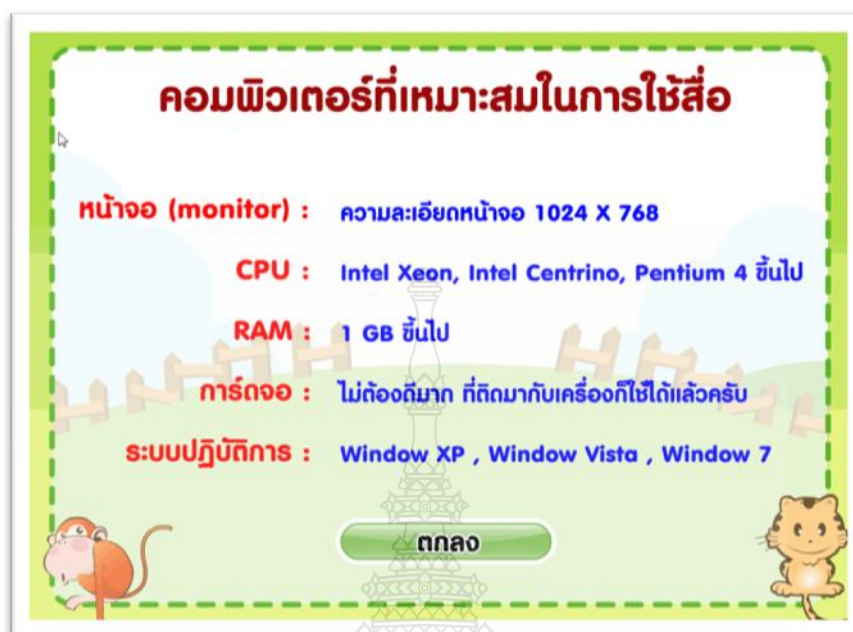 คอมพิวเตอร์ที่เหมาะสมในการใช้สื่อ
หน้าจอ (monitor) : ความละเอียดหน้าจอ 1024 X 768
CPU : Intel Xeon, Intel Centrino, Pentium 4 ขึ้นไป
RAM : 1 GB ขึ้นไป
การ์ดจอ : ไม่ต้องดีมาก ที่ติดมากับเครื่องก็ใช้ได้แล้วครับ
ระบบปฏิบัติการ : Window XP , Window Vista , Window 7
ตกลง